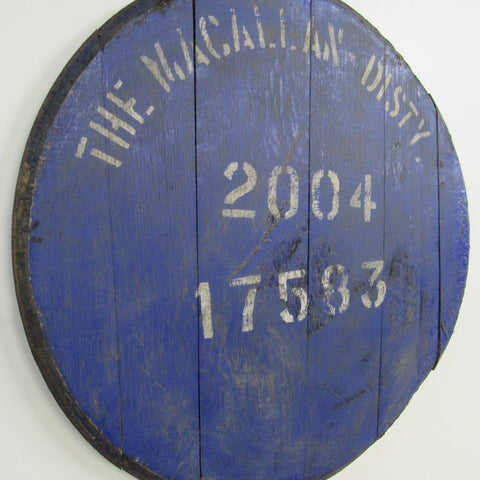 THE MACALLAN-DISTY.
2004
17583